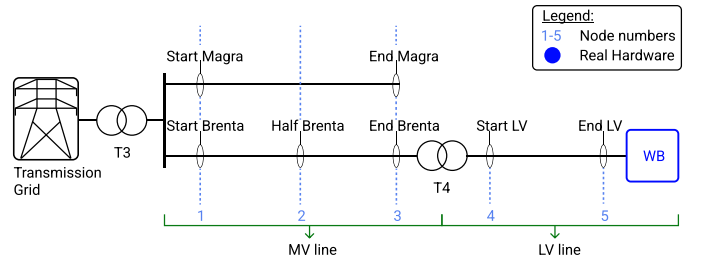 Legend:
1-5 Node numbers
Real Hardware
Start Magra
End Magra
T3
Start Brenta
Half Brenta
End Brenta
Start LV
End LV
WB
Transmission
Grid
T4
1
2
3
4
5
MV line
LV line